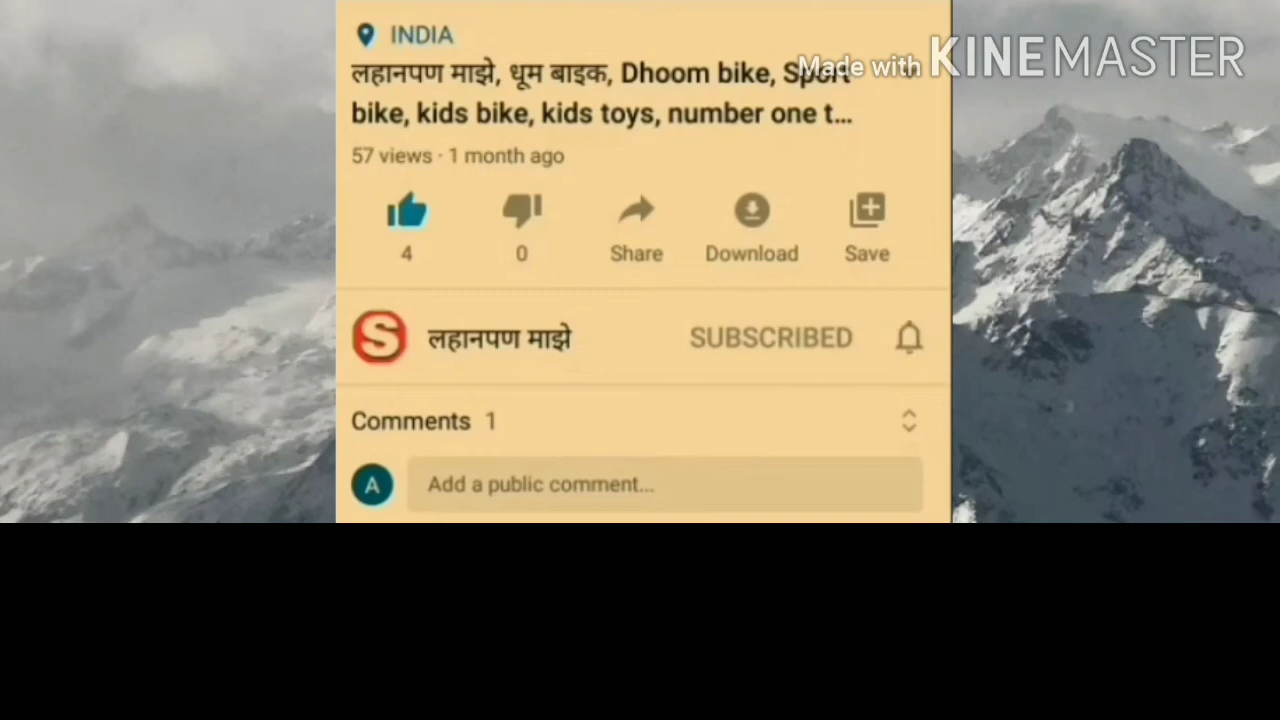 INDIA
Made with KINEMASTER
लहानपण माझे, धूम बाइक, Dhoom bike, Sport
bike, kids bike, kids toys, number one t...
57 views · 1 month ago
4
0
Share
Download
Save
S
लहानपण माझे
SUBSCRIBED
Comments 1
A
Add a public comment...